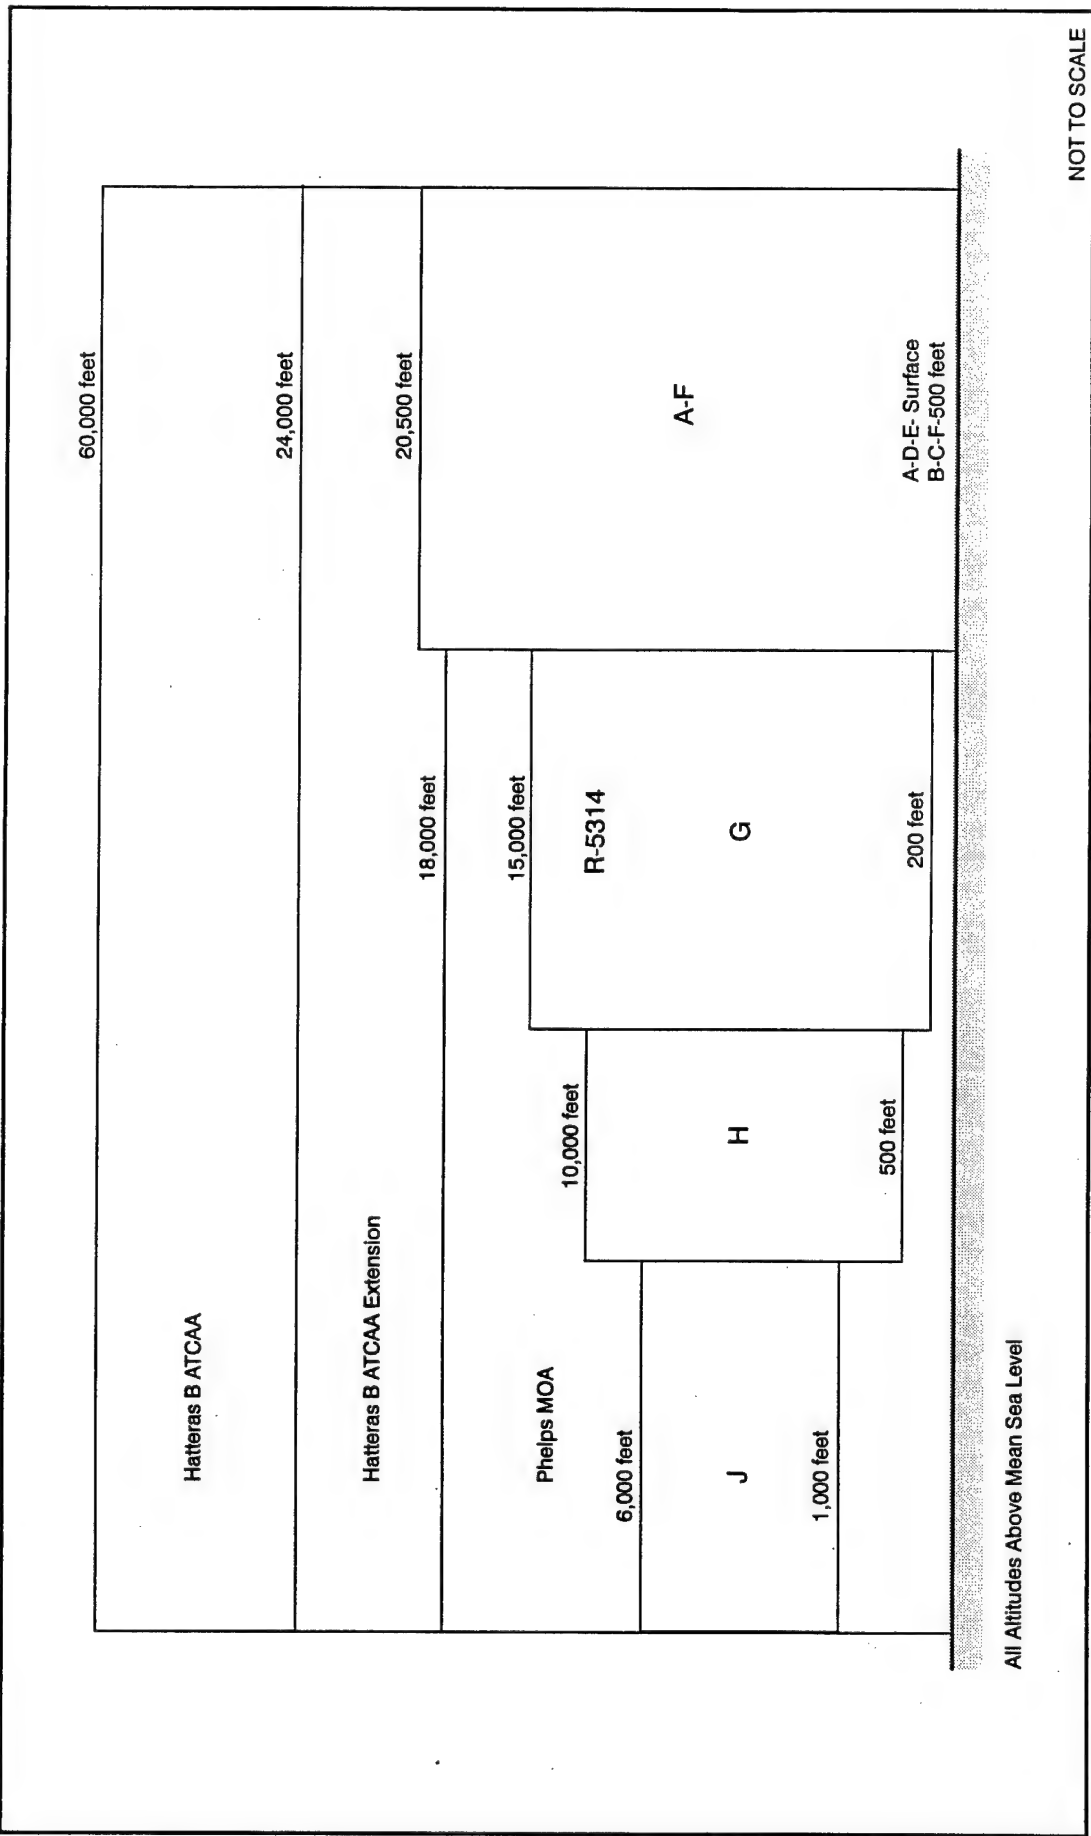 60,000 feet
Hatteras B ATCAA
24,000 feet
Hatteras B ATCAA Extension
20,500 feet
18,000 feet
Phelps MOA
15,000 feet
10,000 feet
R-5314
6,000 feet
A-F
J
H
G
1,000 feet
500 feet
200 feet
A-D-E- Surface
B-C-F-500 feet
All Altitudes Above Mean Sea Level
NOT TO SCALE